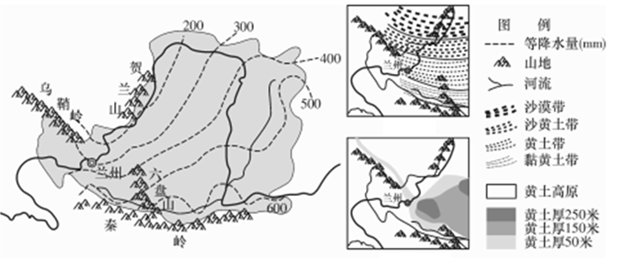 200
300
400
500
600
乌
鞘
岭
贺
兰
山
兰州
六
盘
山
秦
岭
兰州
兰州
图 例
等降水量(mm)
山地
河流
沙漠带
沙黄土带
黄土带
黏黄土带
黄土高原
黄土厚250米
黄土厚150米
黄土厚50米